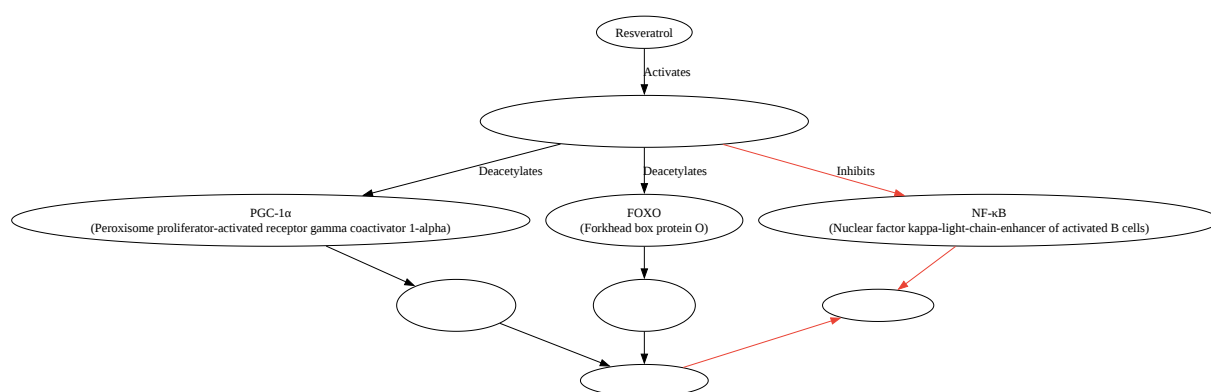 Resveratrol
Activates
Deacetylates
Deacetylates
Inhibits
PGC-1α
(Peroxisome proliferator-activated receptor gamma coactivator 1-alpha)
FOXO
(Forkhead box protein O)
NF-κB
(Nuclear factor kappa-light-chain-enhancer of activated B cells)